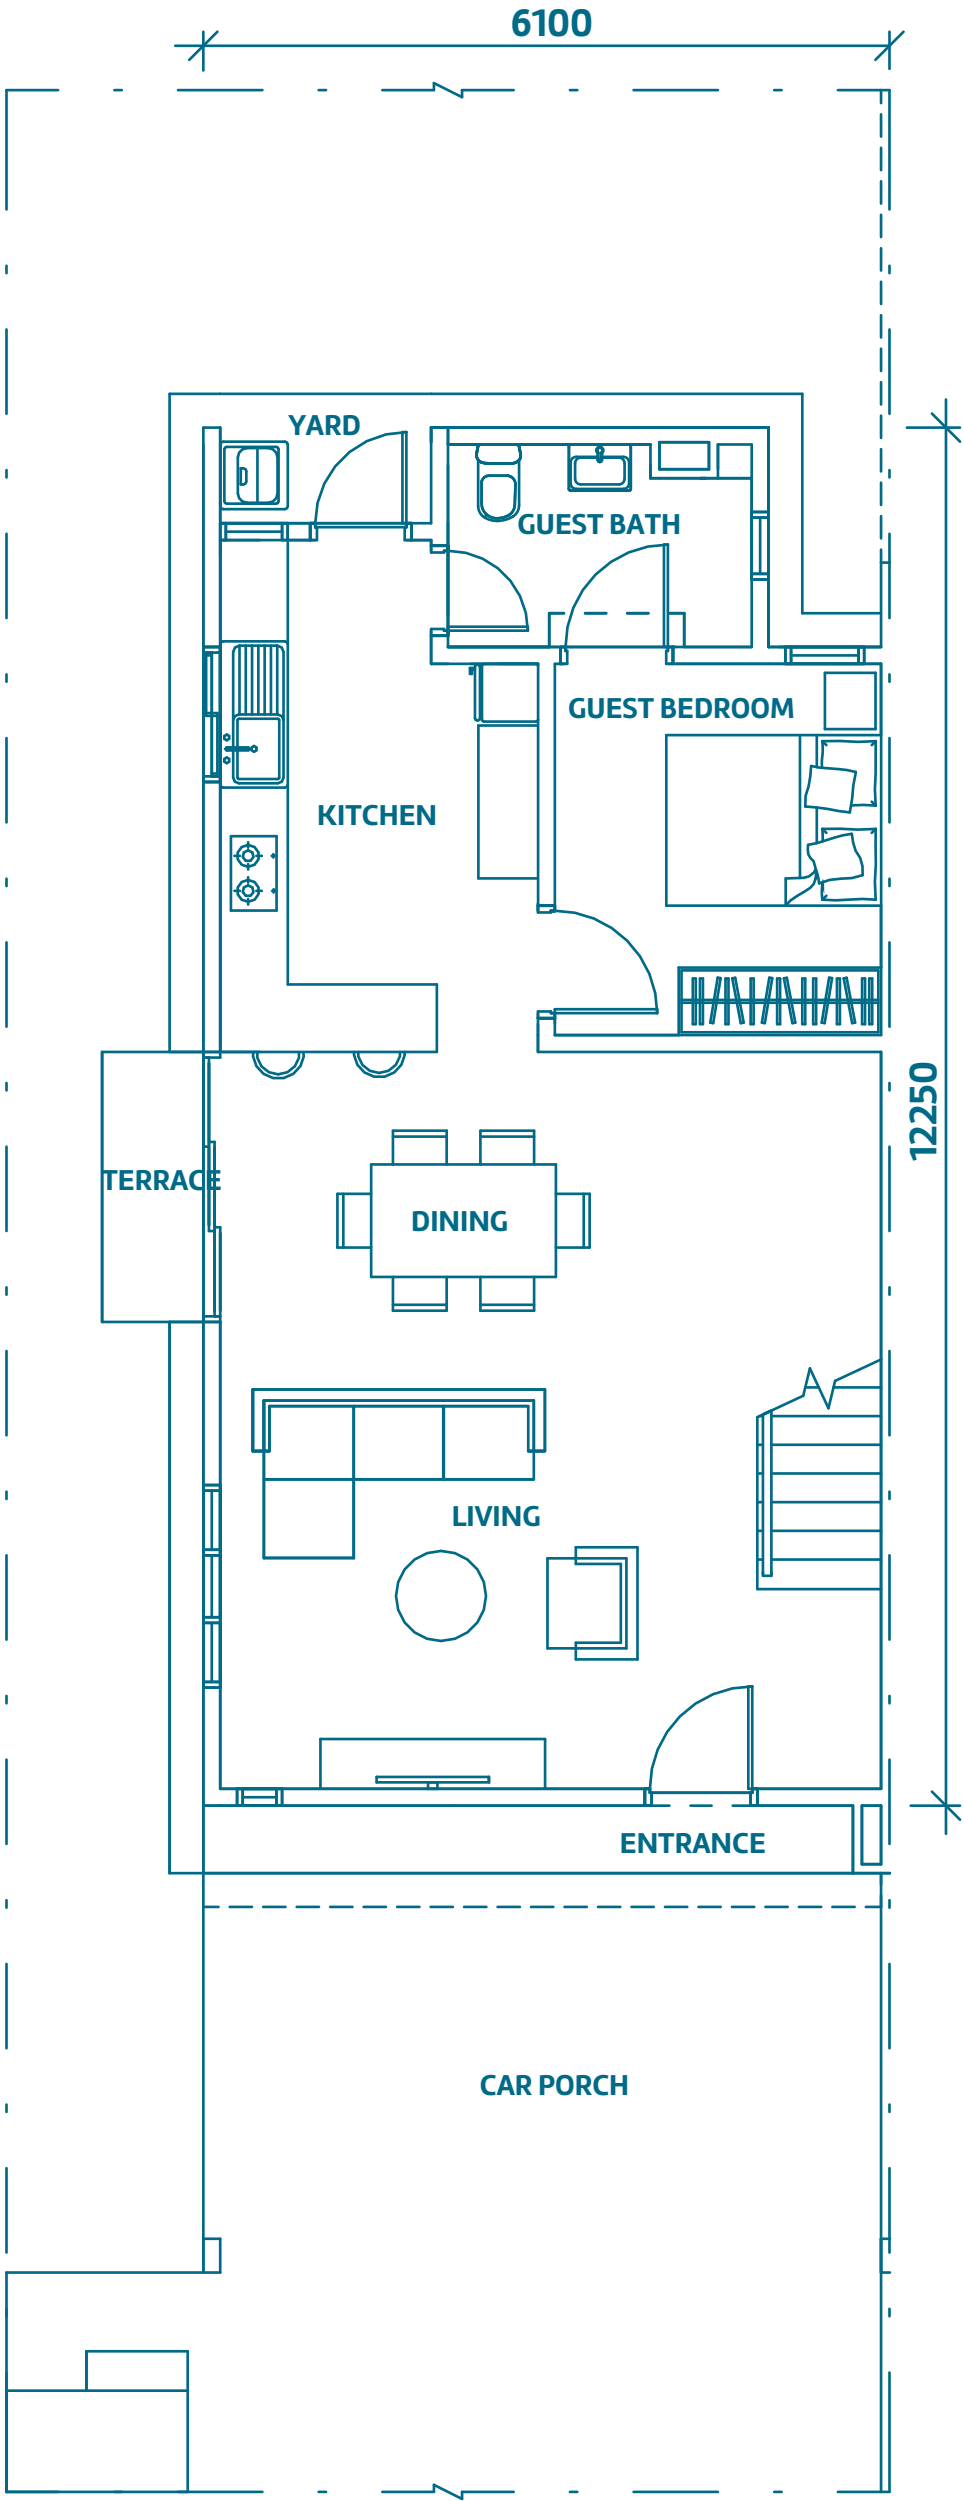 6100
YARD
GUEST BATH
GUEST BEDROOM
KITCHEN
12250
TERRACE
DINING
LIVING
ENTRANCE
CAR PORCH